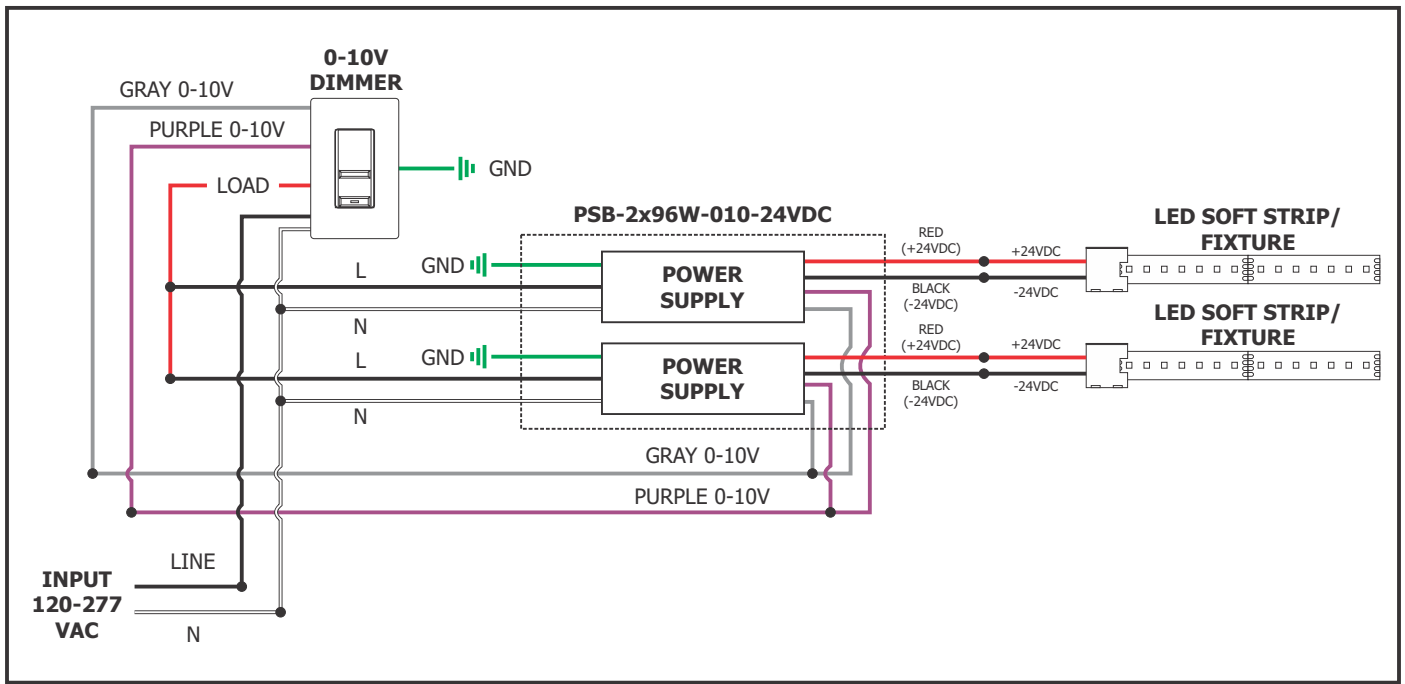 0-10V
DIMMER
GRAY 0-10V
PURPLE 0-10V
LOAD
GND
PSB-2x96W-010-24VDC
LED SOFT STRIP/
FIXTURE
RED
(+24VDC)
+24VDC
L
GND
POWER
SUPPLY
BLACK
(-24VDC)
-24VDC
N
LED SOFT STRIP/
FIXTURE
RED
(+24VDC)
+24VDC
L
GND
POWER
SUPPLY
BLACK
(-24VDC)
-24VDC
N
GRAY 0-10V
PURPLE 0-10V
LINE
INPUT
120-277
VAC
N